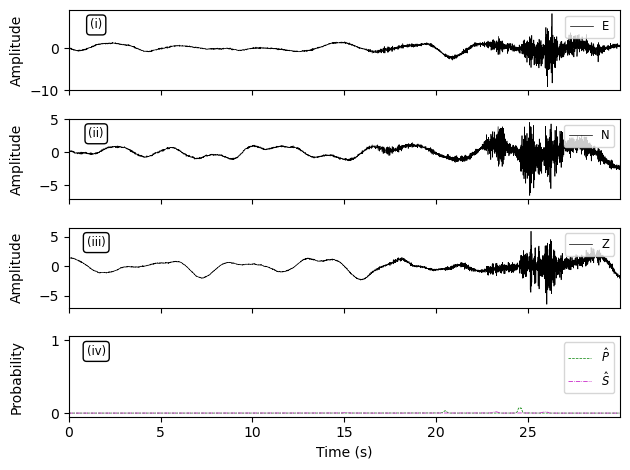 (i)
E
Amplitude
0
−10
(ii)
N
Amplitude
5
0
−5
(iii)
Z
Amplitude
5
0
−5
(iv)
P̂
Ŝ
Probability
1
0
0 5 10 15 20 25
Time (s)